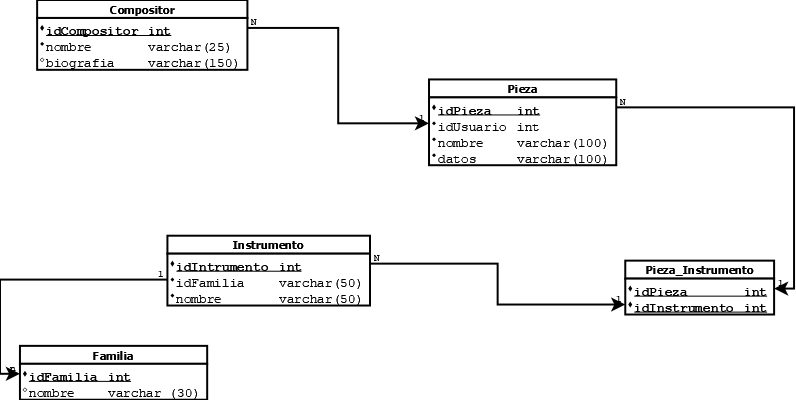 Compositor
idCompositor int
nombre varchar(25)
biografia varchar(150)
N
1
Pieza
idPieza int
idUsuario int
nombre varchar(100)
datos varchar(100)
N
1
Instrumento
idIntrumento int
idFamilia varchar(50)
nombre varchar(50)
N
1
1
Pieza_Instrumento
idPieza int
idInstrumento int
Familia
idFamilia int
nombre varchar (30)